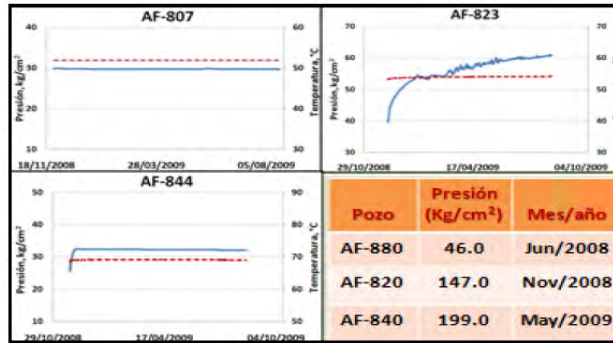 AF-807
Presión, kg/cm²
40
30
20
10
60
50
40
30
Temperatura, °C
18/11/2008 28/03/2009 05/08/2009
AF-823
Presión, kg/cm²
70
60
50
40
30
70
60
50
40
29/10/2008 17/04/2009 04/10/2009
AF-844
Presión, kg/cm²
50
40
30
20
10
90
80
70
60
50
Temperatura, °C
29/10/2008 17/04/2009 04/10/2009
Pozo Presión (Kg/cm²) Mes/año
AF-880 46.0 Jun/2008
AF-820 147.0 Nov/2008
AF-840 199.0 May/2009